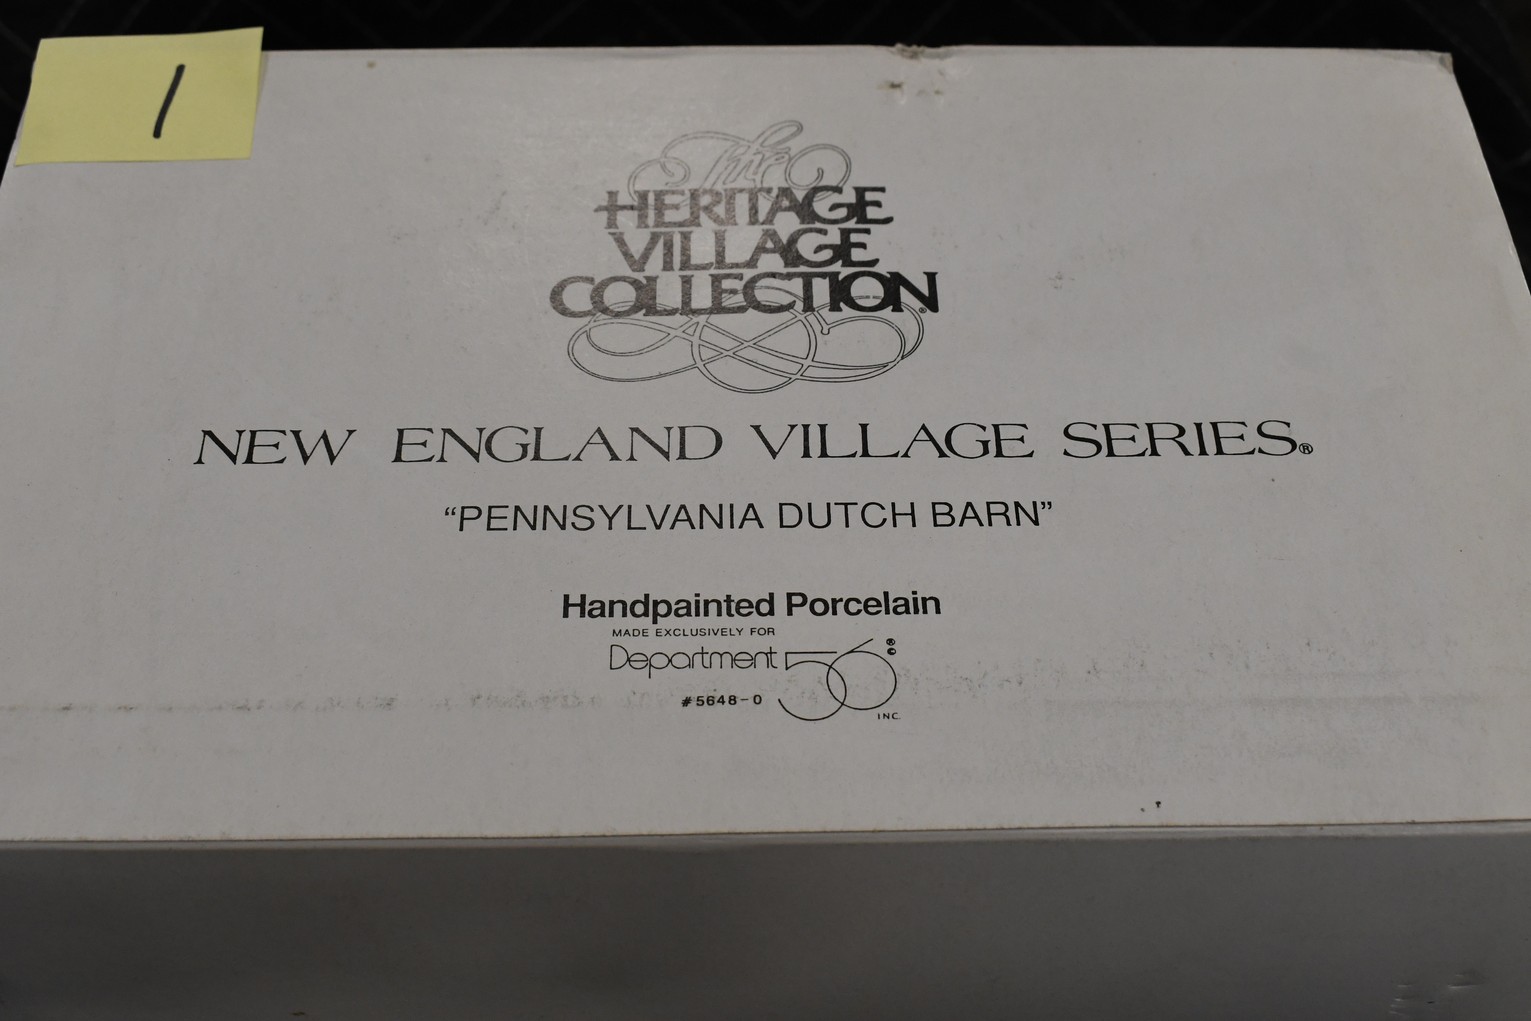 1
The
HERITAGE
VILLAGE
COLLECTION®
NEW ENGLAND VILLAGE SERIES®
“PENNSYLVANIA DUTCH BARN”
Handpainted Porcelain
MADE EXCLUSIVELY FOR
Department 56 ® ©
#5648-0
INC.